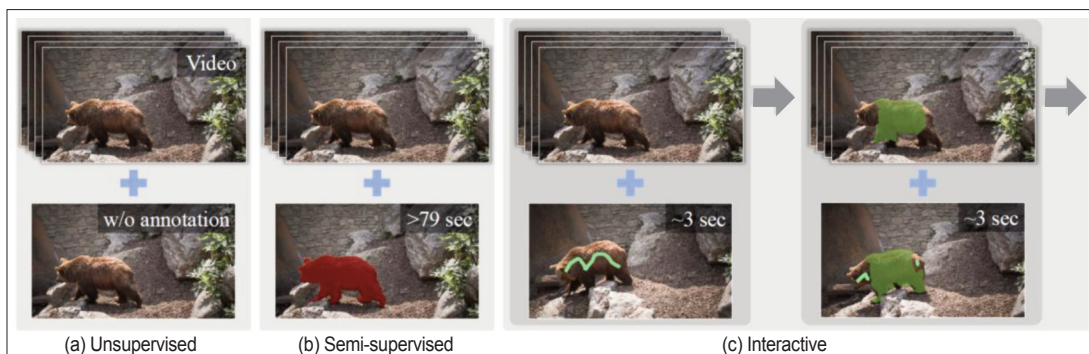 Video
w/o annotation
>79 sec
~3 sec
~3 sec
(a) Unsupervised
(b) Semi-supervised
(c) Interactive